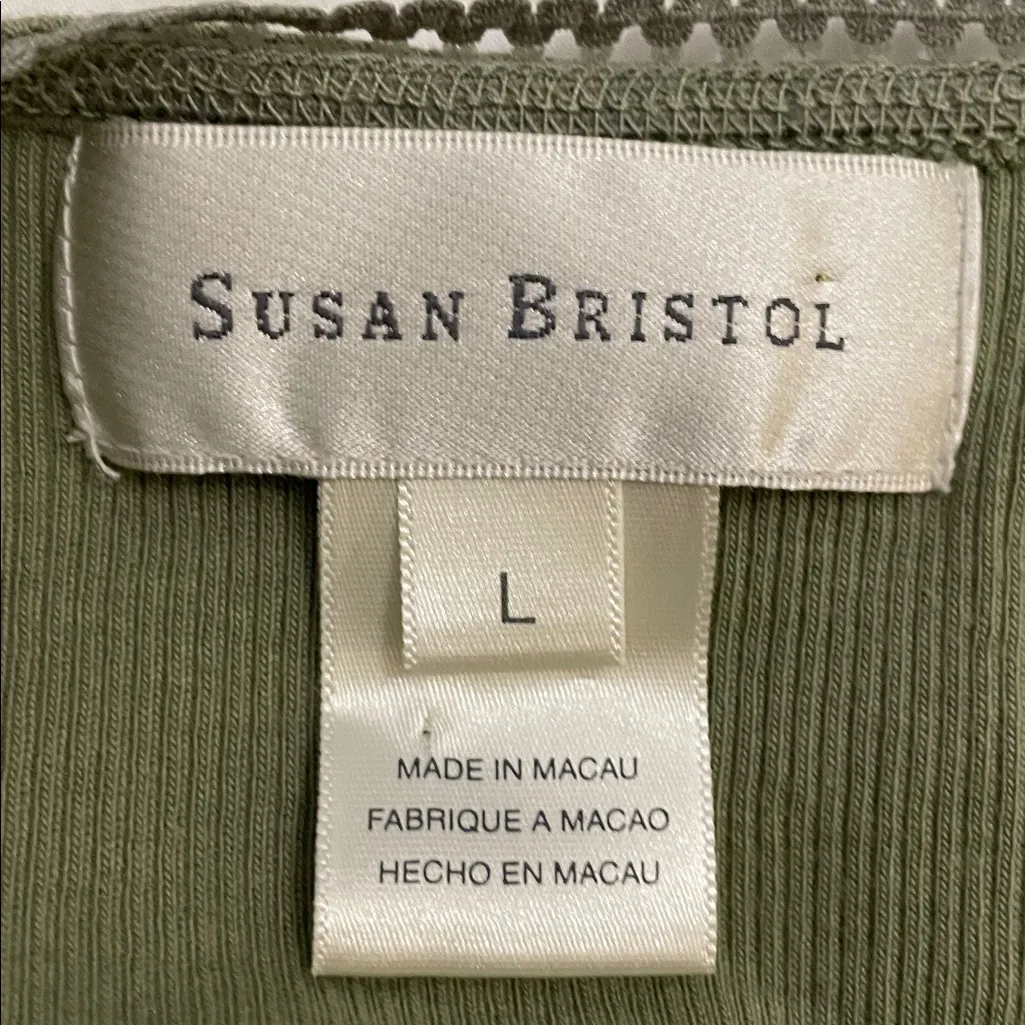 SUSAN BRISTOL
L
MADE IN MACAU
FABRIQUE A MACAO
HECHO EN MACAU